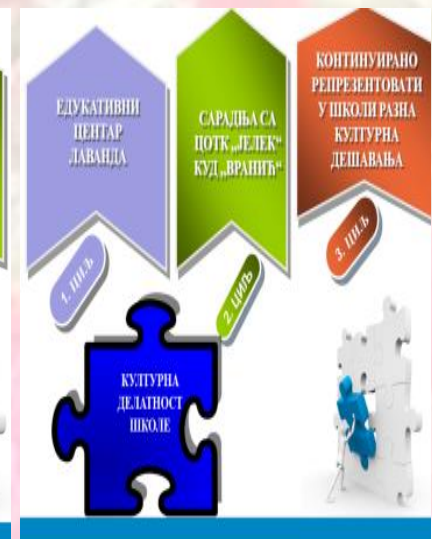 ЕДУКАТИВНИ
ЦЕНТАР
ЛАВАНДА
САРАДЊА СА
ЦОТК „ЈЕЛЕК“
КУД „ВРАНИЋ“
КОНТИНУИРАНО
РЕПРЕЗЕНТОВАТИ
У ШКОЛИ РАЗНА
КУЛТУРНА
ДЕШАВАЊА
1. ЦИЉ
2. ЦИЉ
3. ЦИЉ
КУЛТУРНА
ДЕЛАТНОСТ
ШКОЛЕ